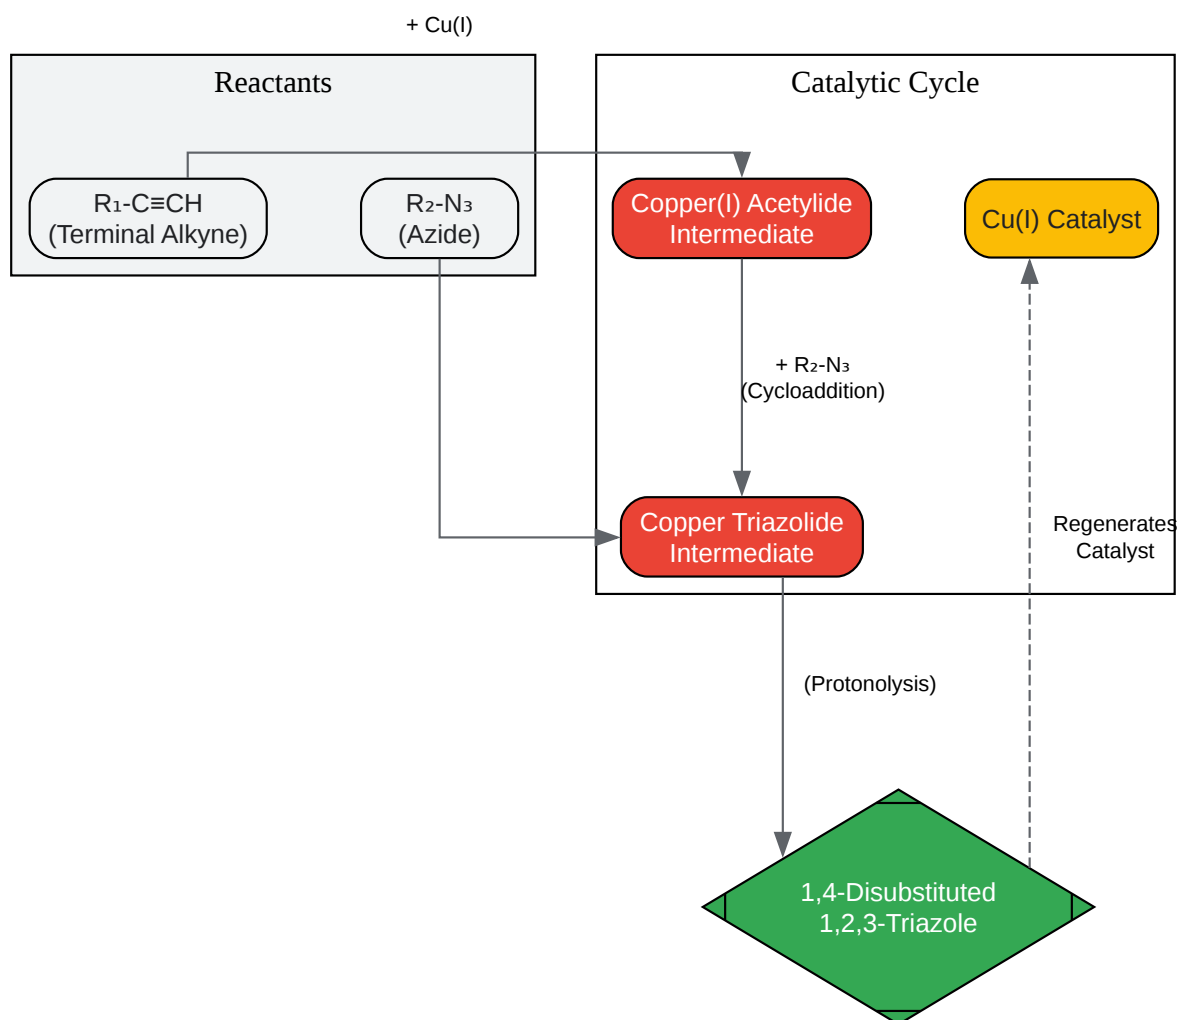 + Cu(I)
Reactants
R₁-C≡CH
(Terminal Alkyne)
R₂-N₃
(Azide)
Catalytic Cycle
Copper(I) Acetylide
Intermediate
Cu(I) Catalyst
+ R₂-N₃
(Cycloaddition)
Copper Triazolide
Intermediate
Regenerates
Catalyst
(Protonolysis)
1,4-Disubstituted
1,2,3-Triazole